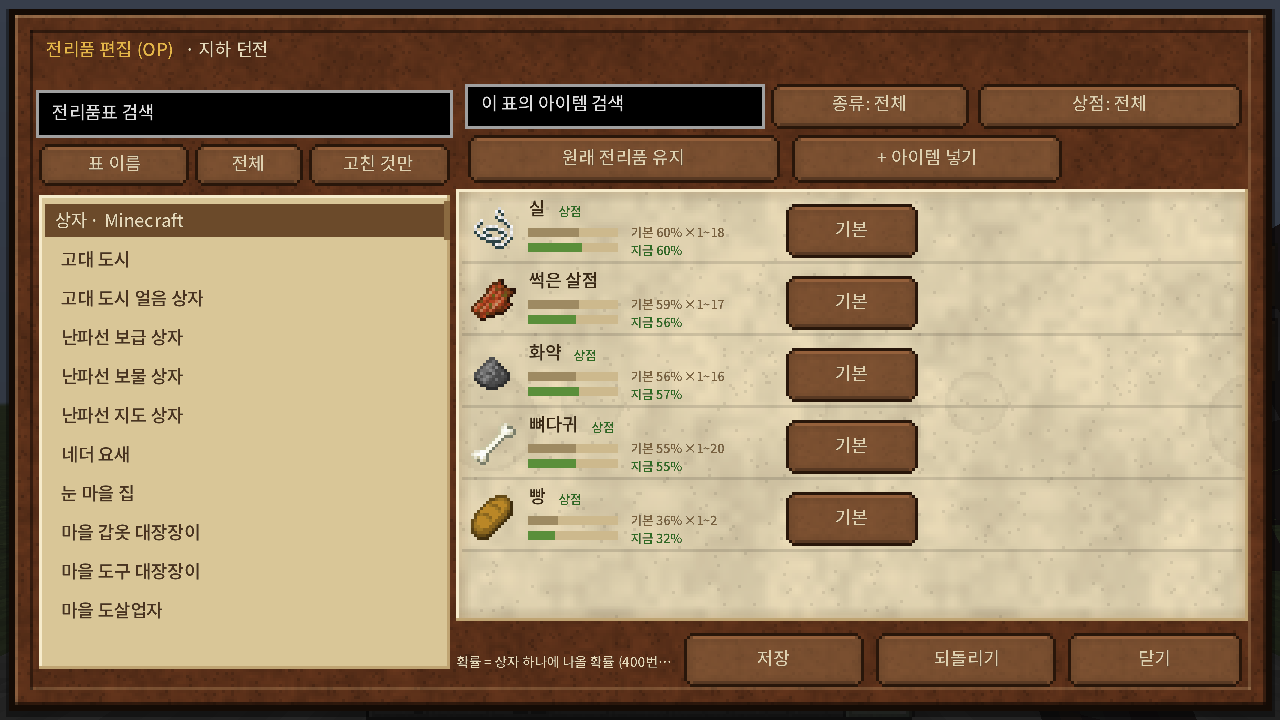 전리품 편집 (OP) · 지하 던전
전리품표 검색
이 표의 아이템 검색
종류: 전체
상점: 전체
표 이름
전체
고친 것만
원래 전리품 유지
+ 아이템 넣기
상자 · Minecraft
고대 도시
고대 도시 얼음 상자
난파선 보급 상자
난파선 보물 상자
난파선 지도 상자
네더 요새
눈 마을 집
마을 갑옷 대장장이
마을 도구 대장장이
마을 도살업자
실 상점
기본 60% ×1~18
지금 60%
기본
썩은 살점
기본 59% ×1~17
지금 56%
기본
화약 상점
기본 56% ×1~16
지금 57%
기본
뼈다귀 상점
기본 55% ×1~20
지금 55%
기본
빵 상점
기본 36% ×1~2
지금 32%
기본
확률 = 상자 하나에 나올 확률 (400번…
저장
되돌리기
닫기